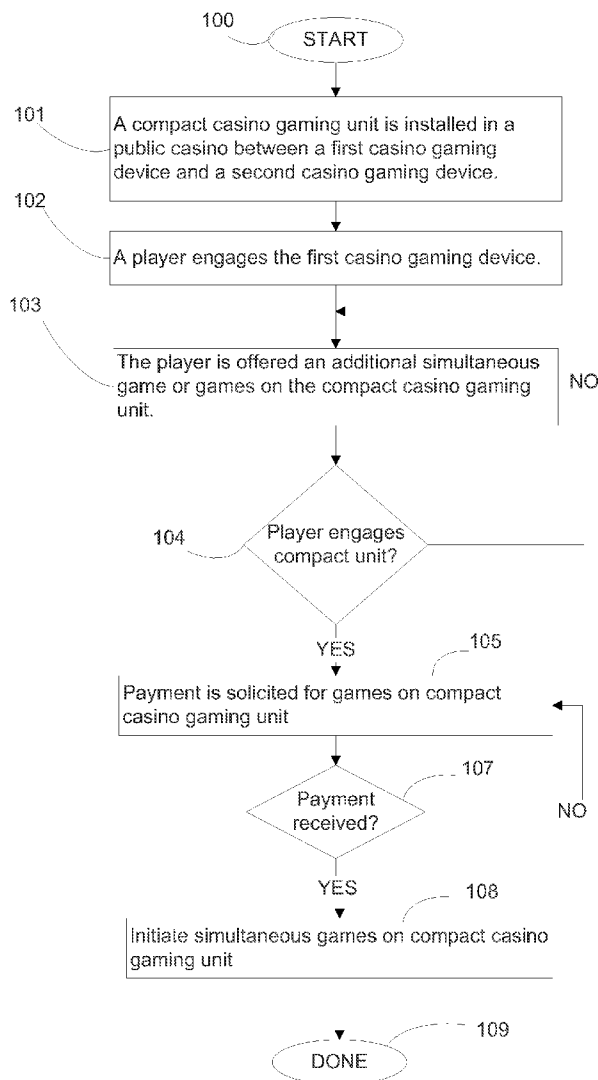 100
START
101
A compact casino gaming unit is installed in a
public casino between a first casino gaming
device and a second casino gaming device.
102
A player engages the first casino gaming device.
103
The player is offered an additional simultaneous
game or games on the compact casino gaming
unit.
NO
104
Player engages
compact unit?
YES
105
Payment is solicited for games on compact
casino gaming unit
107
Payment
received?
NO
YES
108
Initiate simultaneous games on compact casino
gaming unit
109
DONE